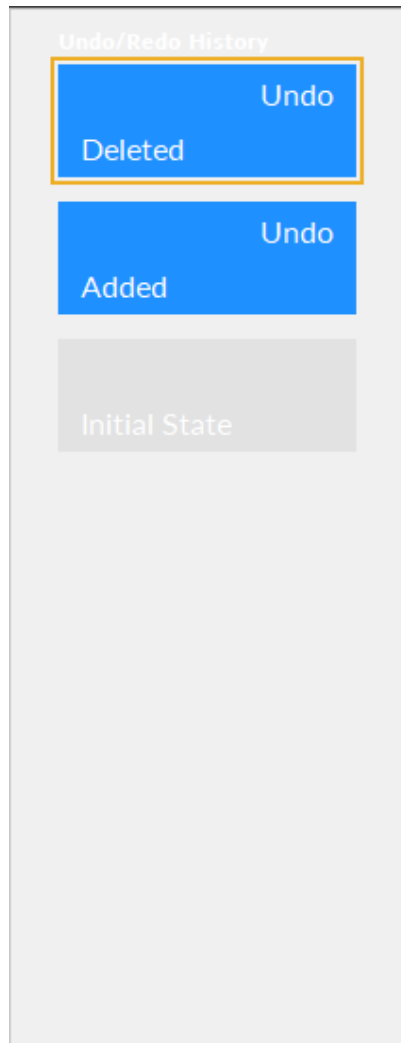 Undo/Redo History
Undo
Deleted
Undo
Added
Initial State